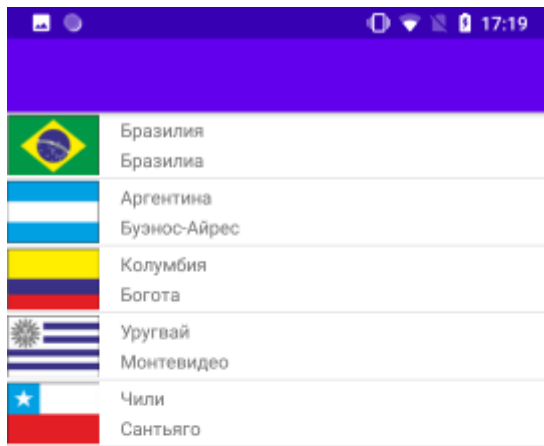 17:19
Бразилия
Бразилиа
Аргентина
Буэнос-Айрес
Колумбия
Богота
Уругвай
Монтевидео
Чили
Сантьяго